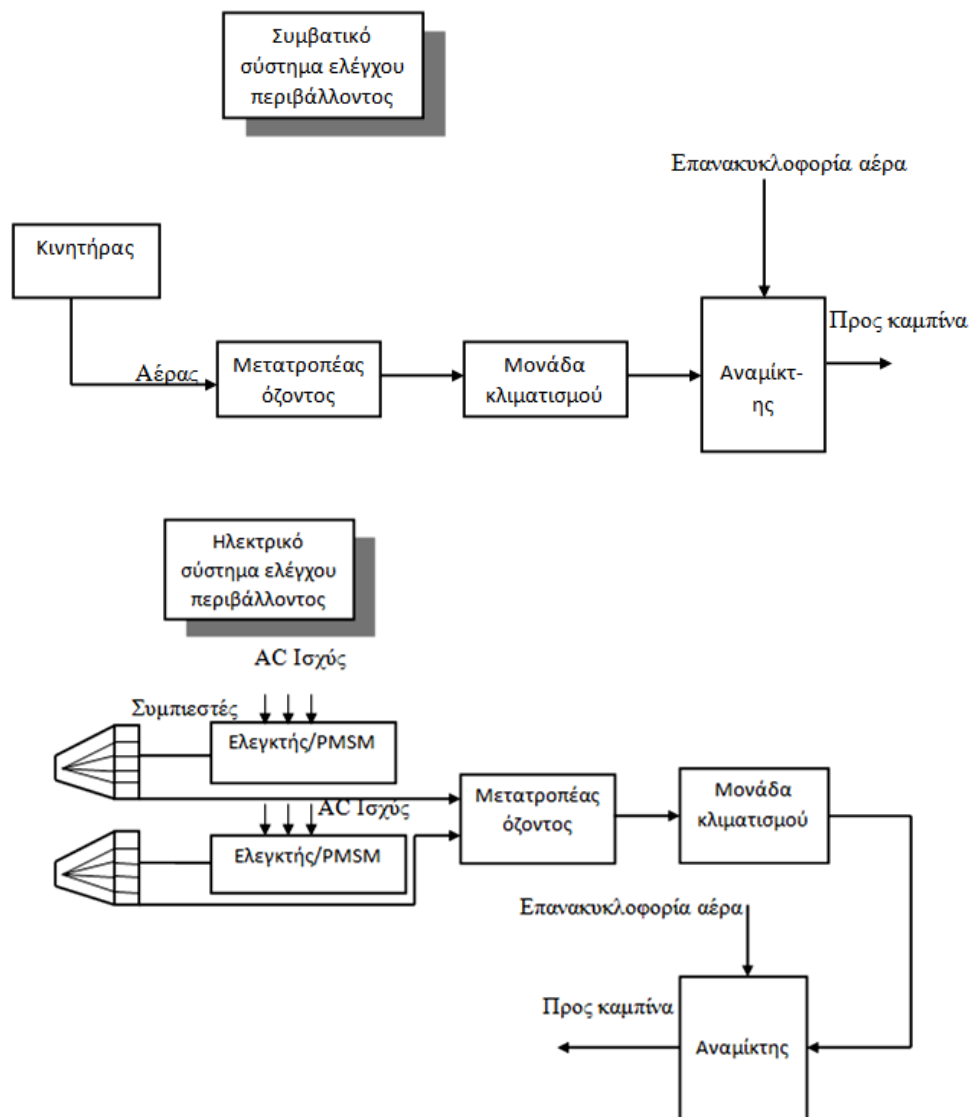 Συμβατικό
σύστημα ελέγχου
περιβάλλοντος
Επανακυκλοφορία αέρα
Κινητήρας
Προς καμπίνα
Αέρας
Μετατροπέας
όζοντος
Μονάδα
κλιματισμού
Αναμίκτ-
ης
Ηλεκτρικό
σύστημα ελέγχου
περιβάλλοντος
AC Ισχύς
Συμπιεστές
Ελεγκτής/PMSM
AC Ισχύς
Ελεγκτής/PMSM
Μετατροπέας
όζοντος
Μονάδα
κλιματισμού
Επανακυκλοφορία αέρα
Προς καμπίνα
Αναμίκτης